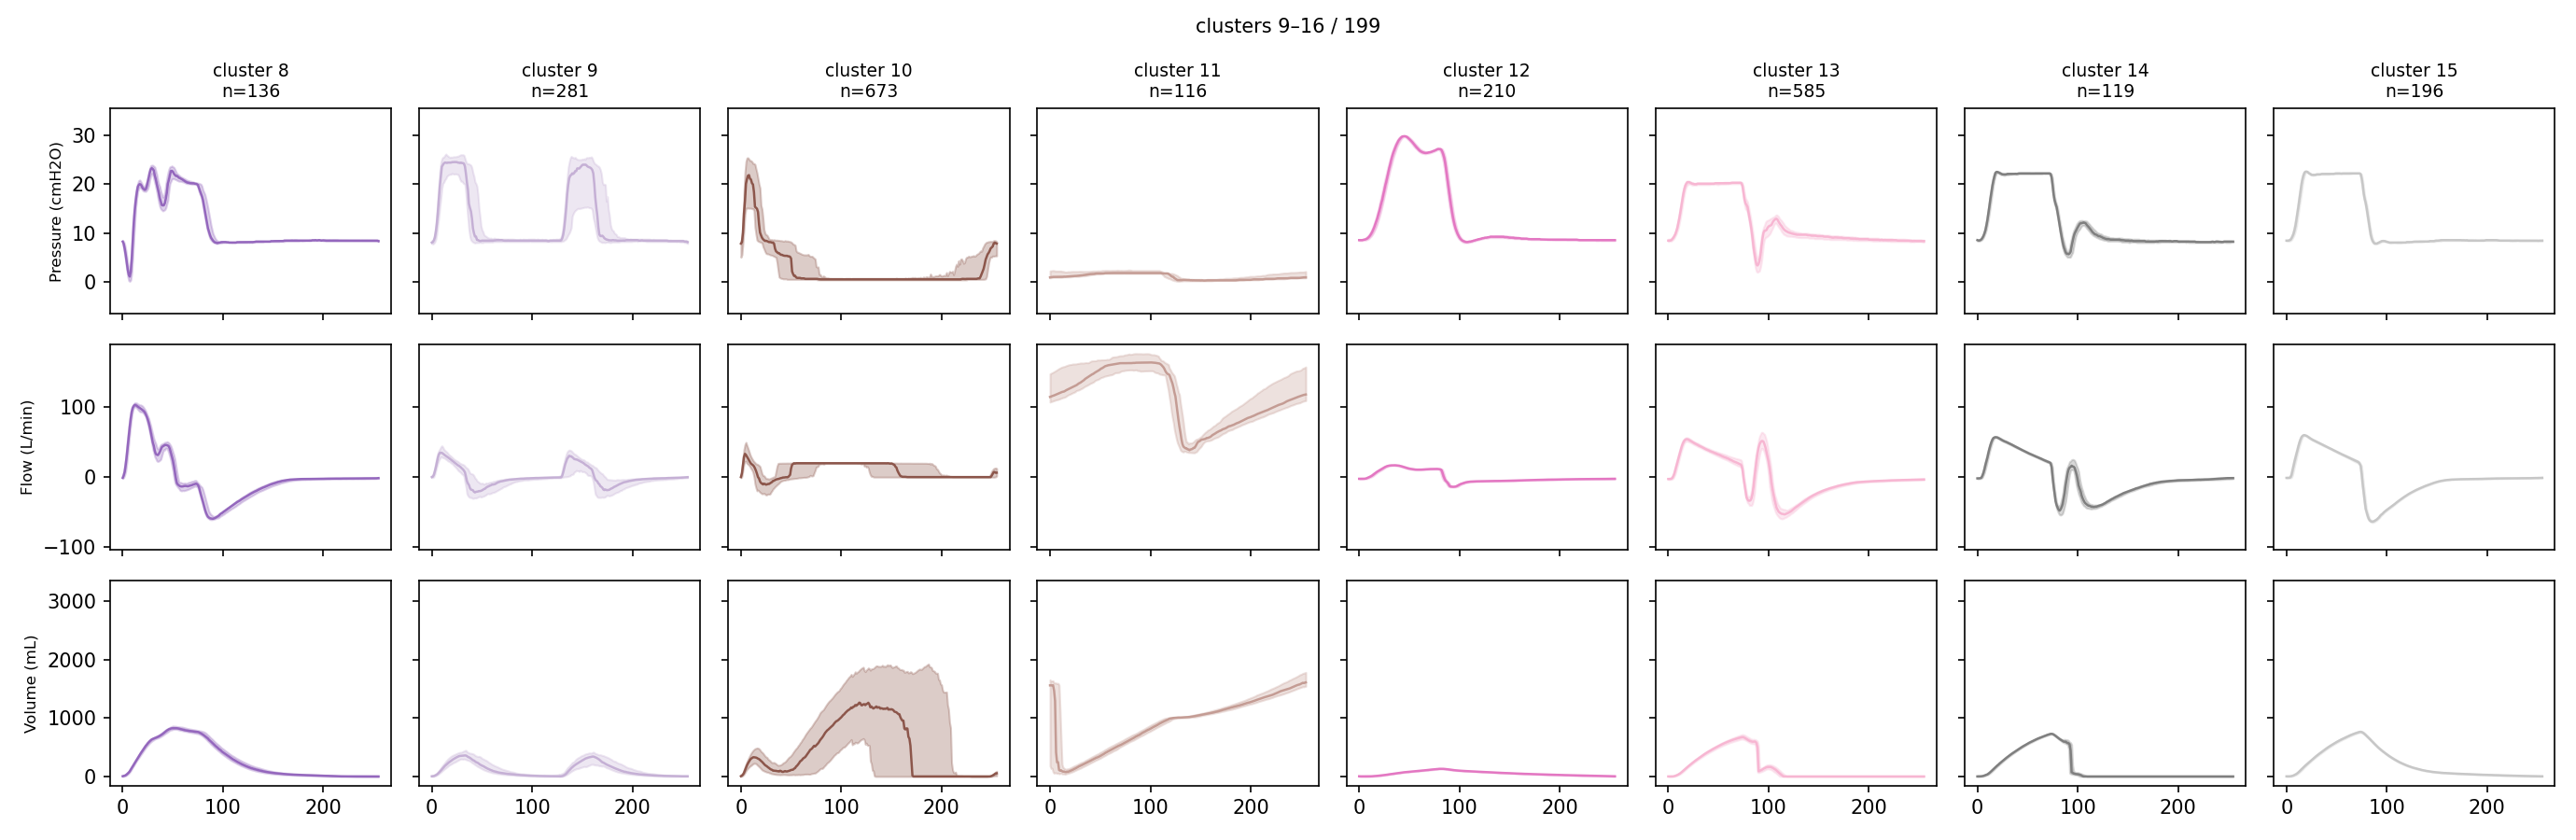 clusters 9–16 / 199
cluster 8
n=136
cluster 9
n=281
cluster 10
n=673
cluster 11
n=116
cluster 12
n=210
cluster 13
n=585
cluster 14
n=119
cluster 15
n=196
Pressure (cmH2O)
30
20
10
0
Flow (L/min)
100
0
−100
Volume (mL)
3000
2000
1000
0
0 100 200
0 100 200
0 100 200
0 100 200
0 100 200
0 100 200
0 100 200
0 100 200